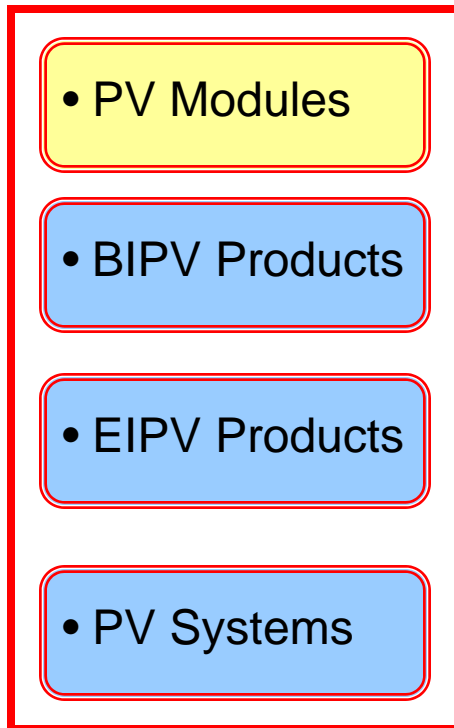 • PV Modules
• BIPV Products
• EIPV Products
• PV Systems